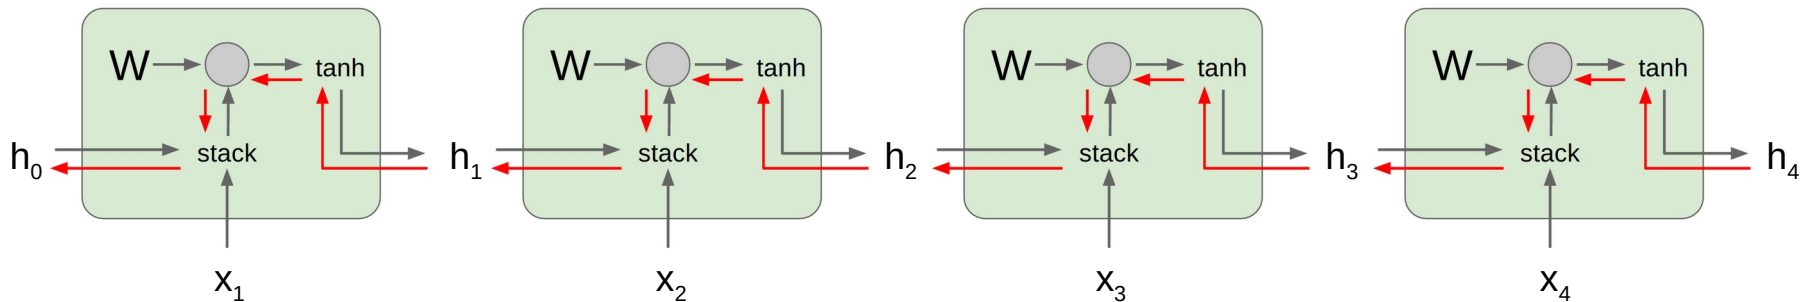 W tanh W tanh W tanh W tanh
h₀ stack h₁ stack h₂ stack h₃ stack h₄
x₁ x₂ x₃ x₄